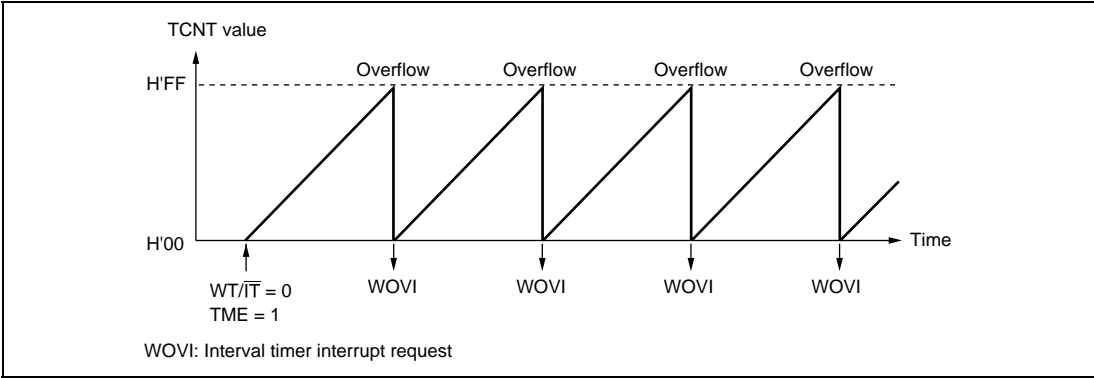 TCNT value
Overflow Overflow Overflow Overflow
H'FF
H'00
Time
WT/I̅T̅ = 0
TME = 1
WOVI WOVI WOVI WOVI
WOVI: Interval timer interrupt request